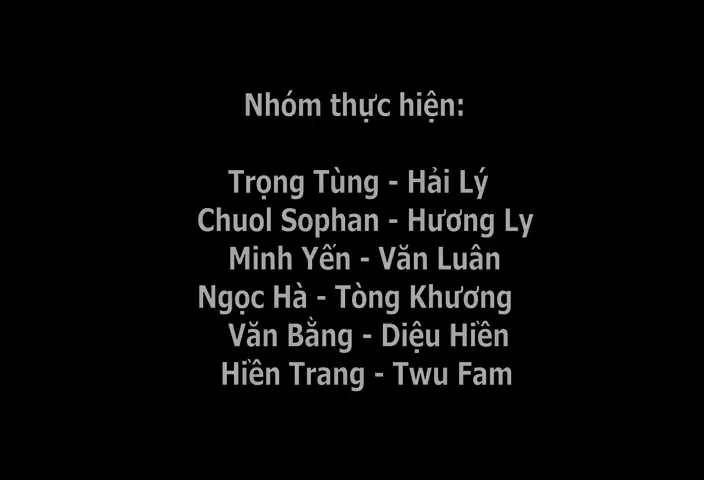 Nhóm thực hiện:
Trọng Tùng - Hải Lý
Chuol Sophan - Hương Ly
Minh Yến - Văn Luân
Ngọc Hà - Tòng Khương
Văn Bằng - Diệu Hiền
Hiền Trang - Twu Fam